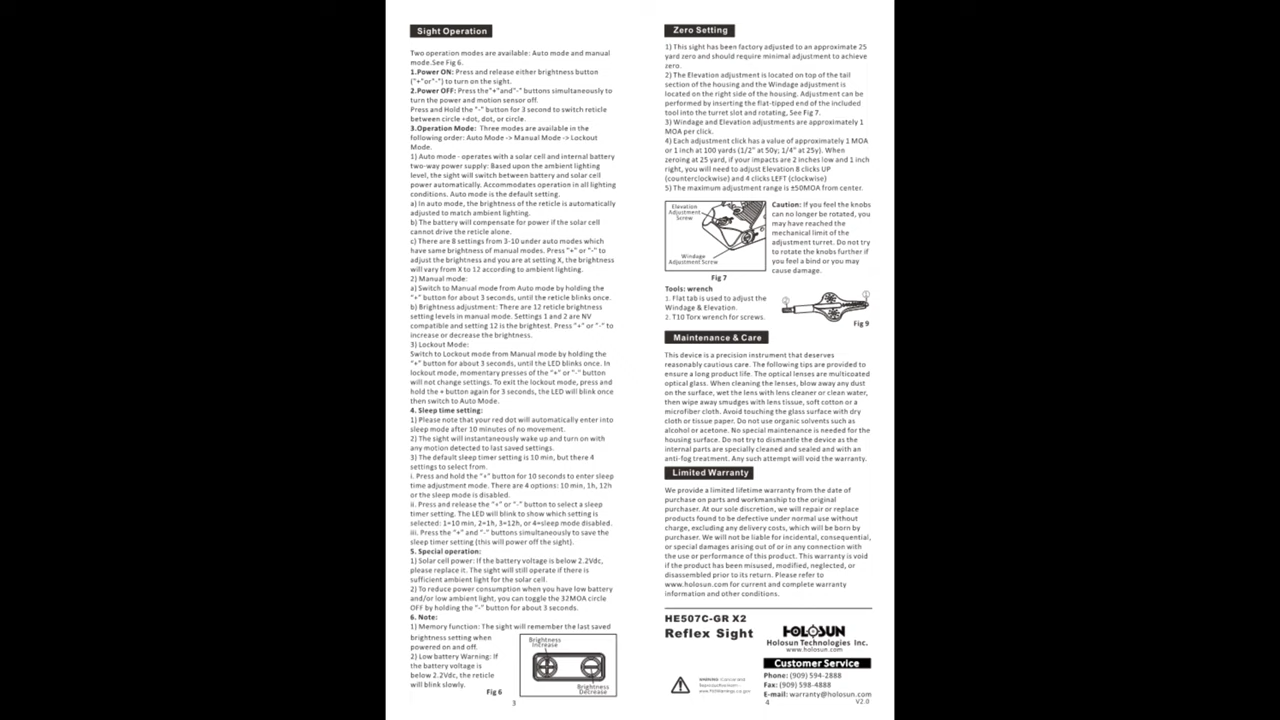 Sight Operation
Two operation modes are available: Auto mode and manual
mode.See Fig 6.
1.Power ON: Press and release either brightness button
("+"or"-") to turn on the sight.
2.Power OFF: Press the"+"and"-" buttons simultaneously to
turn the power and motion sensor off.
Press and Hold the "-" button for 3 second to switch reticle
between circle +dot, dot, or circle.
3.Operation Mode: Three modes are available in the
following order: Auto Mode -> Manual Mode -> Lockout
Mode.
1) Auto mode - operates with a solar cell and internal battery
two-way power supply: Based upon the ambient lighting
level, the sight will switch between battery and solar cell
power automatically. Accommodates operation in all lighting
conditions. Auto mode is the default setting.
a) In auto mode, the brightness of the reticle is automatically
adjusted to match ambient lighting.
b) The battery will compensate for power if the solar cell
cannot drive the reticle alone.
c) There are 8 settings from 3-10 under auto modes which
have same brightness of manual modes. Press "+" or "-" to
adjust the brightness and you are at setting X, the brightness
will vary from X to 12 according to ambient lighting.
2) Manual mode:
a) Switch to Manual mode from Auto mode by holding the
"+" button for about 3 seconds, until the reticle blinks once.
b) Brightness adjustment: There are 12 reticle brightness
setting levels in manual mode. Settings 1 and 2 are NV
compatible and setting 12 is the brightest. Press "+" or "-" to
increase or decrease the brightness.
3) Lockout Mode:
Switch to Lockout mode from Manual mode by holding the
"+" button for about 3 seconds, until the LED blinks once. In
lockout mode, momentary presses of the "+" or "-" button
will not change settings. To exit the lockout mode, press and
hold the + button again for 3 seconds, the LED will blink once
then switch to Auto Mode.
4. Sleep time setting:
1) Please note that your red dot will automatically enter into
sleep mode after 10 minutes of no movement.
2) The sight will instantaneously wake up and turn on with
any motion detected to last saved settings.
3) The default sleep timer setting is 10 min, but there 4
settings to select from.
i. Press and hold the "+" button for 10 seconds to enter sleep
time adjustment mode. There are 4 options: 10 min, 1h, 12h
or the sleep mode is disabled.
ii. Press and release the "+" or "-" button to select a sleep
timer setting. The LED will blink to show which setting is
selected: 1=10 min, 2=1h, 3=12h, or 4=sleep mode disabled.
iii. Press the "+" and "-" buttons simultaneously to save the
sleep timer setting (this will power off the sight).
5. Special operation:
1) Solar cell power: If the battery voltage is below 2.2Vdc,
please replace it. The sight will still operate if there is
sufficient ambient light for the solar cell.
2) To reduce power consumption when you have low battery
and/or low ambient light, you can toggle the 32MOA circle
OFF by holding the "-" button for about 3 seconds.
6. Note:
1) Memory function: The sight will remember the last saved
brightness setting when
powered on and off.
2) Low battery Warning: If
the battery voltage is
below 2.2Vdc, the reticle
will blink slowly.
Fig 6
Brightness
Increase
Brightness
Decrease
3
Zero Setting
1) This sight has been factory adjusted to an approximate 25
yard zero and should require minimal adjustment to achieve
zero.
2) The Elevation adjustment is located on top of the tail
section of the housing and the Windage adjustment is
located on the right side of the housing. Adjustment can be
performed by inserting the flat-tipped end of the included
tool into the turret slot and rotating, See Fig 7.
3) Windage and Elevation adjustments are approximately 1
MOA per click.
4) Each adjustment click has a value of approximately 1 MOA
or 1 inch at 100 yards (1/2" at 50y; 1/4" at 25y). When
zeroing at 25 yard, if your impacts are 2 inches low and 1 inch
right, you will need to adjust Elevation 8 clicks UP
(counterclockwise) and 4 clicks LEFT (clockwise)
5) The maximum adjustment range is ±50MOA from center.
Elevation
Adjustment
Screw
Windage
Adjustment Screw
Fig 7
Caution: If you feel the knobs
can no longer be rotated, you
may have reached the
mechanical limit of the
adjustment turret. Do not try
to rotate the knobs further if
you feel a bind or you may
cause damage.
Tools: wrench
1. Flat tab is used to adjust the
Windage & Elevation.
2. T10 Torx wrench for screws.
2
1
Fig 9
Maintenance & Care
This device is a precision instrument that deserves
reasonably cautious care. The following tips are provided to
ensure a long product life. The optical lenses are multicoated
optical glass. When cleaning the lenses, blow away any dust
on the surface, wet the lens with lens cleaner or clean water,
then wipe away smudges with lens tissue, soft cotton or a
microfiber cloth. Avoid touching the glass surface with dry
cloth or tissue paper. Do not use organic solvents such as
alcohol or acetone. No special maintenance is needed for the
housing surface. Do not try to dismantle the device as the
internal parts are specially cleaned and sealed and with an
anti-fog treatment. Any such attempt will void the warranty.
Limited Warranty
We provide a limited lifetime warranty from the date of
purchase on parts and workmanship to the original
purchaser. At our sole discretion, we will repair or replace
products found to be defective under normal use without
charge, excluding any delivery costs, which will be born by
purchaser. We will not be liable for incidental, consequential,
or special damages arising out of or in any connection with
the use or performance of this product. This warranty is void
if the product has been misused, modified, neglected, or
disassembled prior to its return. Please refer to
www.holosun.com for current and complete warranty
information and other conditions.
HE507C-GR X2
Reflex Sight
HOLOSUN
Holosun Technologies Inc.
www.holosun.com
Customer Service
Phone: (909) 594-2888
Fax: (909) 598-4888
E-mail: warranty@holosun.com
WARNING: Cancer and
Reproductive Harm -
www.P65Warnings.ca.gov
4
V2.0